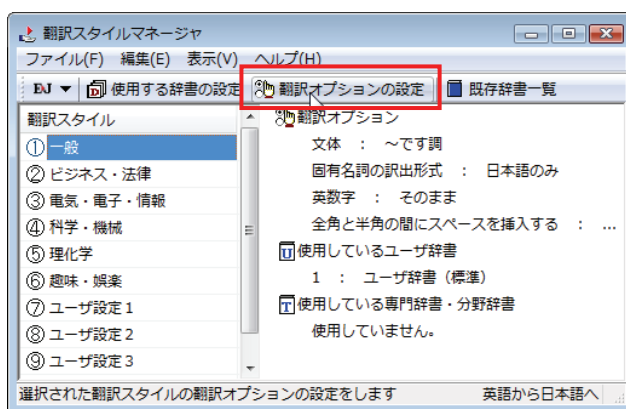 翻訳スタイルマネージャ
ファイル(F) 編集(E) 表示(V) ヘルプ(H)
EJ ▼ 使用する辞書の設定 翻訳オプションの設定 既存辞書一覧
翻訳スタイル
① 一般
② ビジネス・法律
③ 電気・電子・情報
④ 科学・機械
⑤ 理化学
⑥ 趣味・娯楽
⑦ ユーザ設定 1
⑧ ユーザ設定 2
⑨ ユーザ設定 3
翻訳オプション
文体 : ~です調
固有名詞の訳出形式 : 日本語のみ
英数字 : そのまま
全角と半角の間にスペースを挿入する : ...
U 使用しているユーザ辞書
1 : ユーザ辞書（標準）
T 使用している専門辞書・分野辞書
使用していません。
選択された翻訳スタイルの翻訳オプションの設定をします 英語から日本語へ